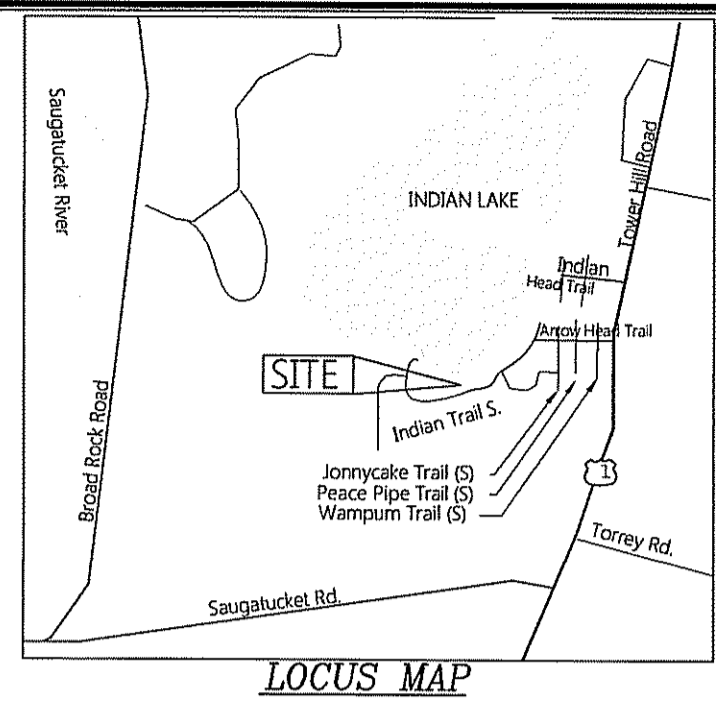 Saugatucket River
INDIAN LAKE
Tower Hill Road
Indian
Head Trail
Arrow Head Trail
SITE
Indian Trail S.
Broad Rock Road
Jonnycake Trail (S)
Peace Pipe Trail (S)
Wampum Trail (S)
1
Torrey Rd.
Saugatucket Rd.
LOCUS MAP